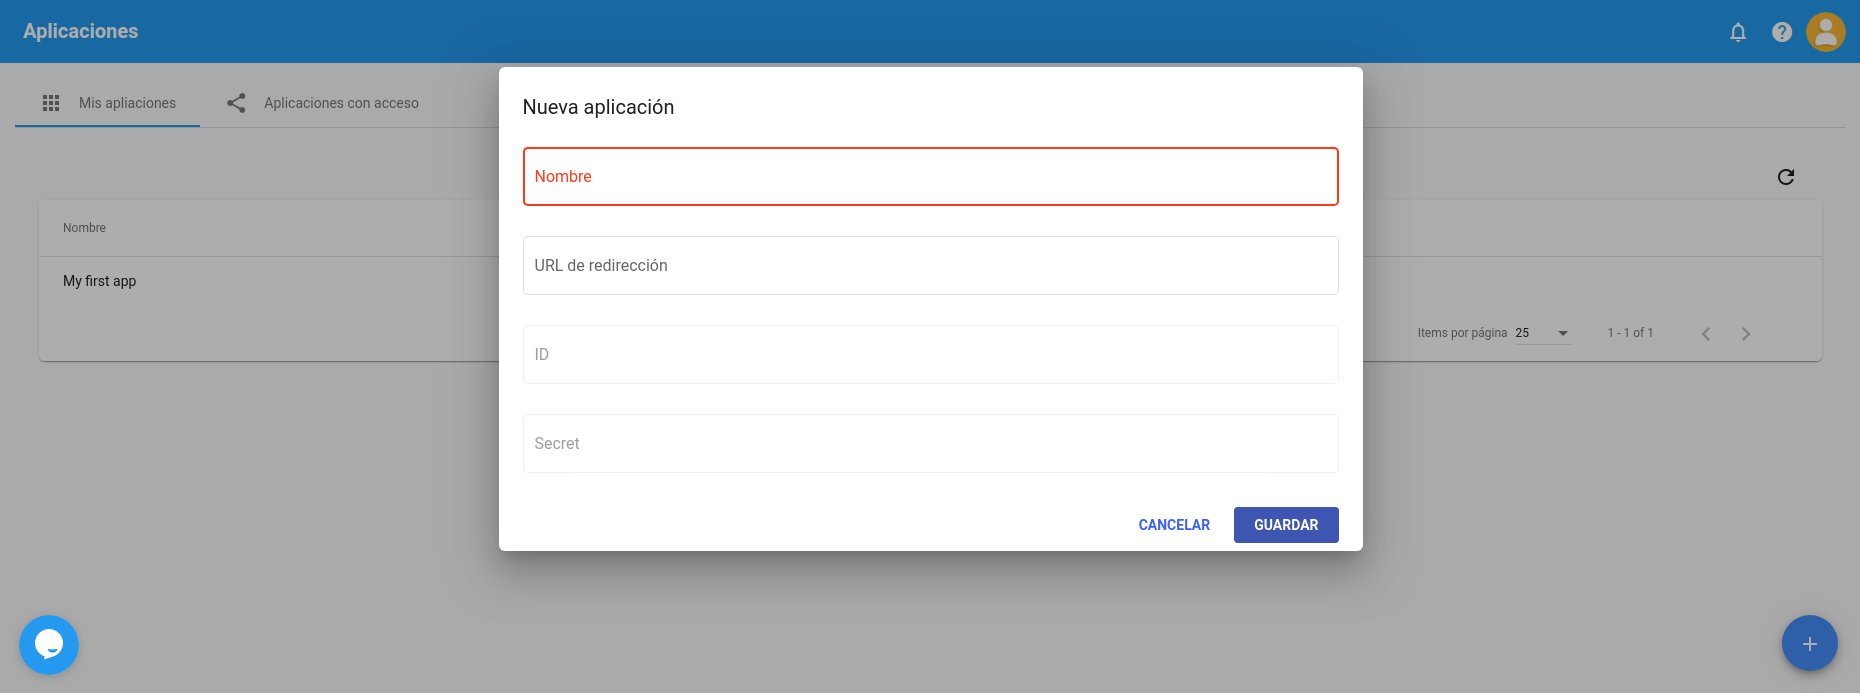 Aplicaciones
Mis apliaciones
Aplicaciones con acceso
Nueva aplicación
Nombre
URL de redirección
ID
Secret
CANCELAR
GUARDAR
Nombre
My first app
Items por página 25
1 - 1 of 1